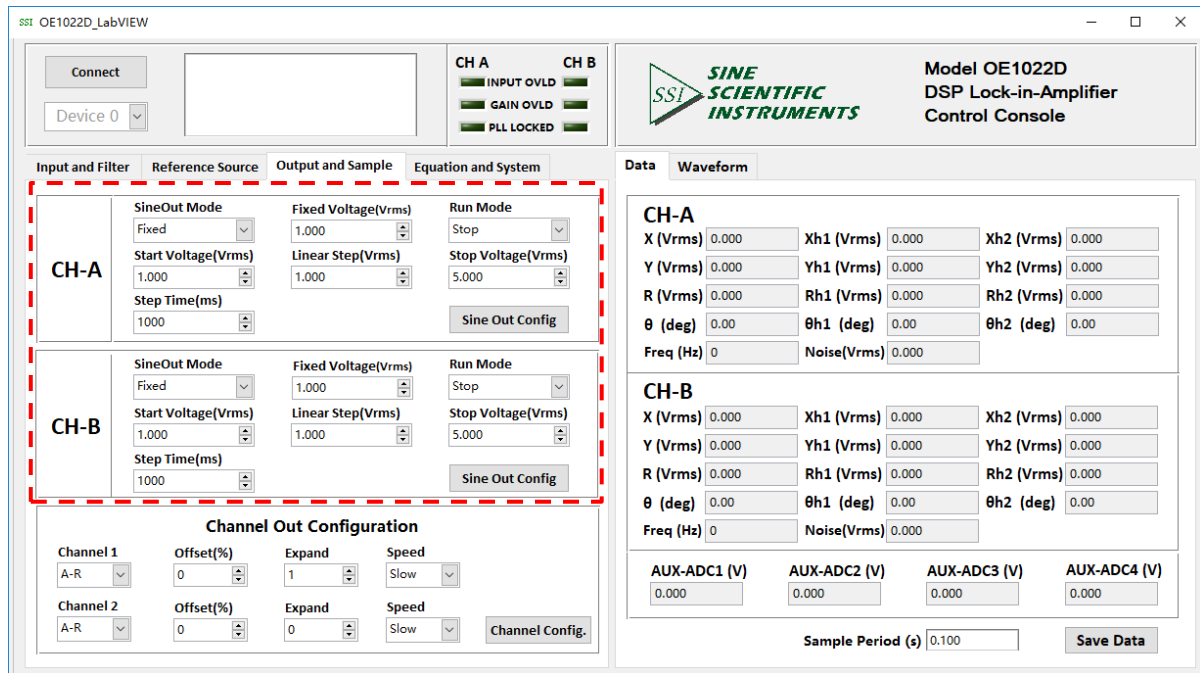 SSI OE1022D_LabVIEW
Connect
Device 0
CH A CH B
INPUT OVLD
GAIN OVLD
PLL LOCKED
SSI
SINE
SCIENTIFIC
INSTRUMENTS
Model OE1022D
DSP Lock-in-Amplifier
Control Console
Input and Filter Reference Source Output and Sample Equation and System
CH-A
SineOut Mode Fixed Voltage(Vrms) Run Mode
Fixed 1.000 Stop
Start Voltage(Vrms) Linear Step(Vrms) Stop Voltage(Vrms)
1.000 1.000 5.000
Step Time(ms)
1000 Sine Out Config
CH-B
SineOut Mode Fixed Voltage(Vrms) Run Mode
Fixed 1.000 Stop
Start Voltage(Vrms) Linear Step(Vrms) Stop Voltage(Vrms)
1.000 1.000 5.000
Step Time(ms)
1000 Sine Out Config
Channel Out Configuration
Channel 1 Offset(%) Expand Speed
A-R 0 1 Slow
Channel 2 Offset(%) Expand Speed
A-R 0 0 Slow Channel Config.
Data Waveform
CH-A
X (Vrms) 0.000 Xh1 (Vrms) 0.000 Xh2 (Vrms) 0.000
Y (Vrms) 0.000 Yh1 (Vrms) 0.000 Yh2 (Vrms) 0.000
R (Vrms) 0.000 Rh1 (Vrms) 0.000 Rh2 (Vrms) 0.000
θ (deg) 0.00 θh1 (deg) 0.00 θh2 (deg) 0.00
Freq (Hz) 0 Noise(Vrms) 0.000
CH-B
X (Vrms) 0.000 Xh1 (Vrms) 0.000 Xh2 (Vrms) 0.000
Y (Vrms) 0.000 Yh1 (Vrms) 0.000 Yh2 (Vrms) 0.000
R (Vrms) 0.000 Rh1 (Vrms) 0.000 Rh2 (Vrms) 0.000
θ (deg) 0.00 θh1 (deg) 0.00 θh2 (deg) 0.00
Freq (Hz) 0 Noise(Vrms) 0.000
AUX-ADC1 (V) AUX-ADC2 (V) AUX-ADC3 (V) AUX-ADC4 (V)
0.000 0.000 0.000 0.000
Sample Period (s) 0.100 Save Data